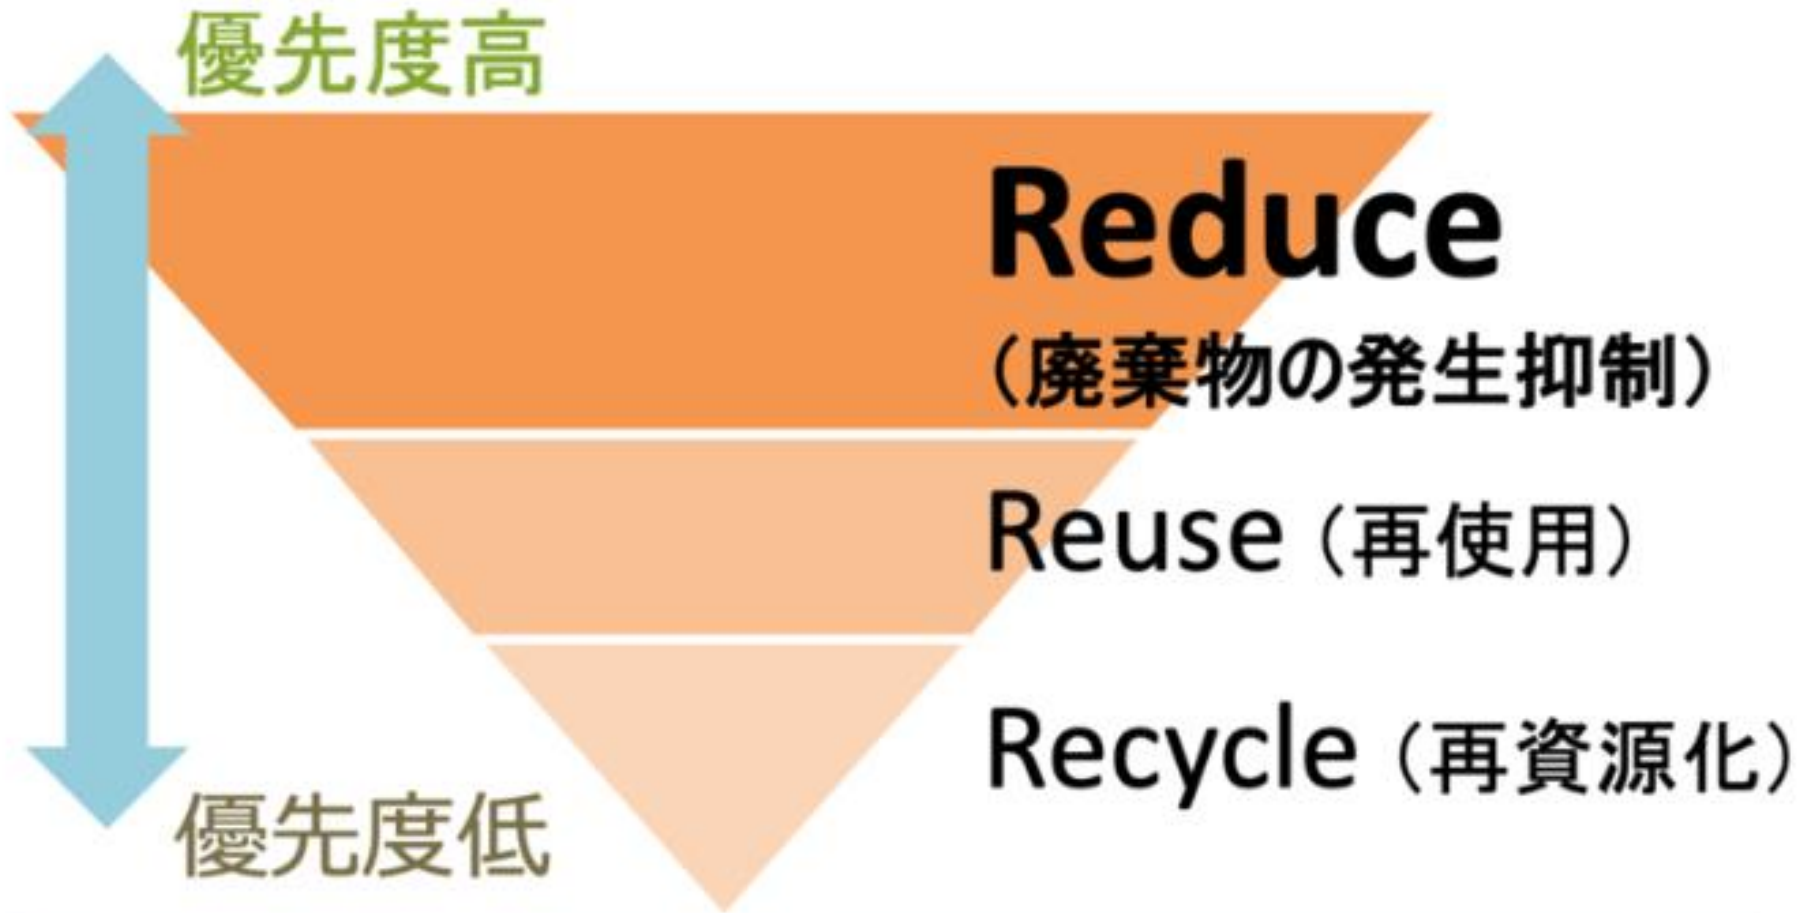 優先度高
Reduce
（廃棄物の発生抑制）
Reuse（再使用）
Recycle（再資源化）
優先度低